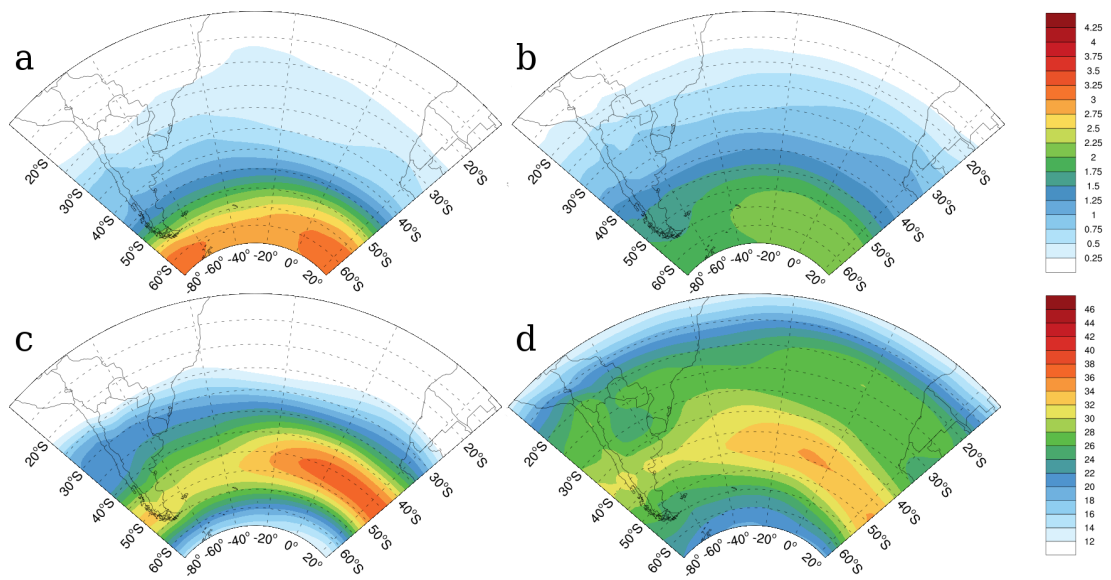 a
20°S
30°S
40°S
50°S
60°S
-80°
-60°
-40°
-20°
0°
20°
60°S
50°S
40°S
30°S
20°S
b
20°S
30°S
40°S
50°S
60°S
-80°
-60°
-40°
-20°
0°
20°
60°S
50°S
40°S
30°S
20°S
4.25
4
3.75
3.5
3.25
3
2.75
2.5
2.25
2
1.75
1.5
1.25
1
0.75
0.5
0.25
c
20°S
30°S
40°S
50°S
60°S
-80°
-60°
-40°
-20°
0°
20°
60°S
50°S
40°S
30°S
20°S
d
20°S
30°S
40°S
50°S
60°S
-80°
-60°
-40°
-20°
0°
20°
60°S
50°S
40°S
30°S
20°S
46
44
42
40
38
36
34
32
30
28
26
24
22
20
18
16
14
12